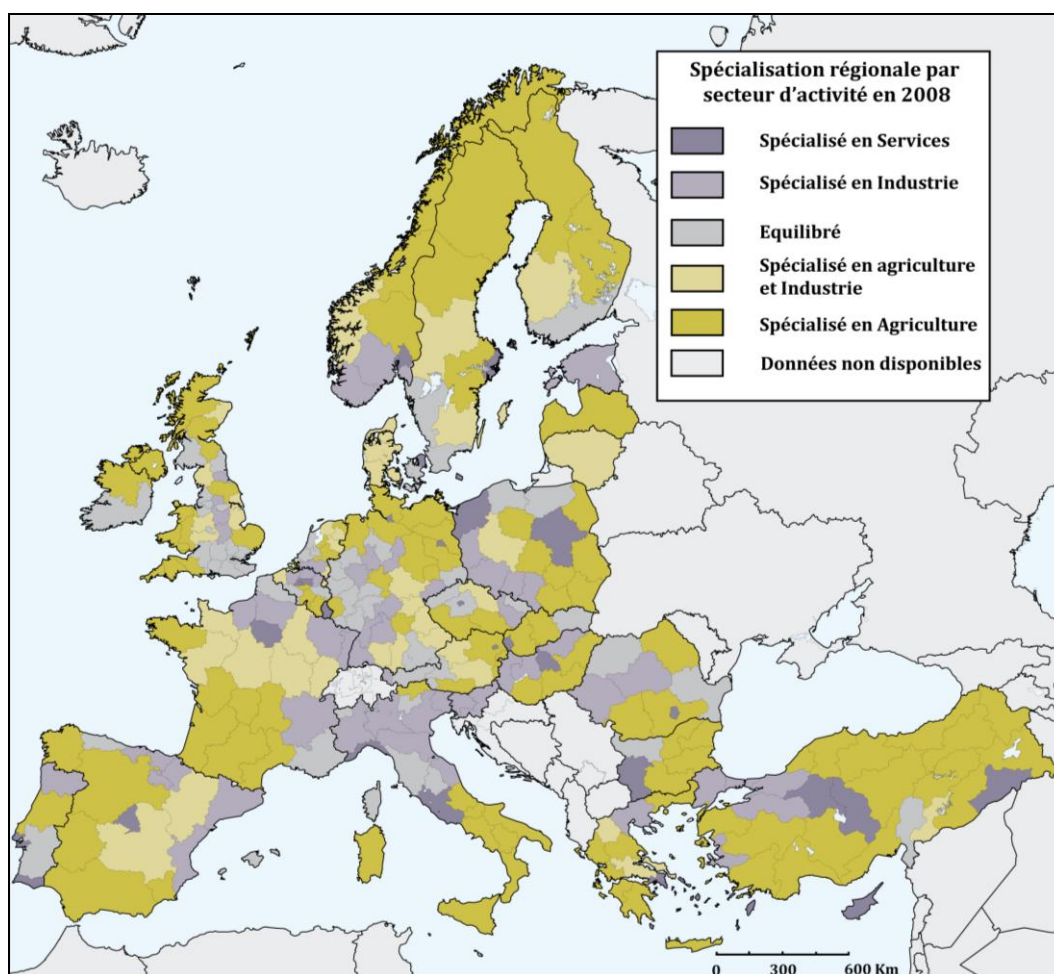 Spécialisation régionale par
secteur d'activité en 2008
Spécialisé en Services
Spécialisé en Industrie
Equilibré
Spécialisé en agriculture
et Industrie
Spécialisé en Agriculture
Données non disponibles
0 300 600 Km